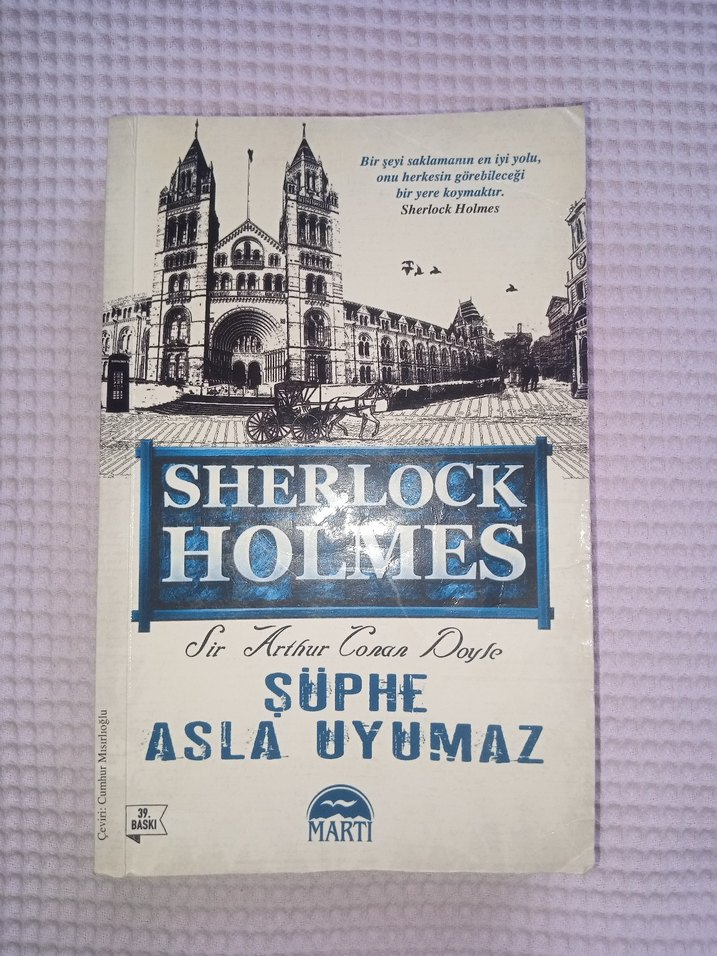 Bir şeyi saklamanın en iyi yolu,
onu herkesin görebileceği
bir yere koymaktır.
Sherlock Holmes
SHERLOCK
HOLMES
Sir Arthur Conan Doyle
ŞÜPHE
ASLA UYUMAZ
Çeviri: Cumhur Mısırlıoğlu
39.
BASKI
MARTI